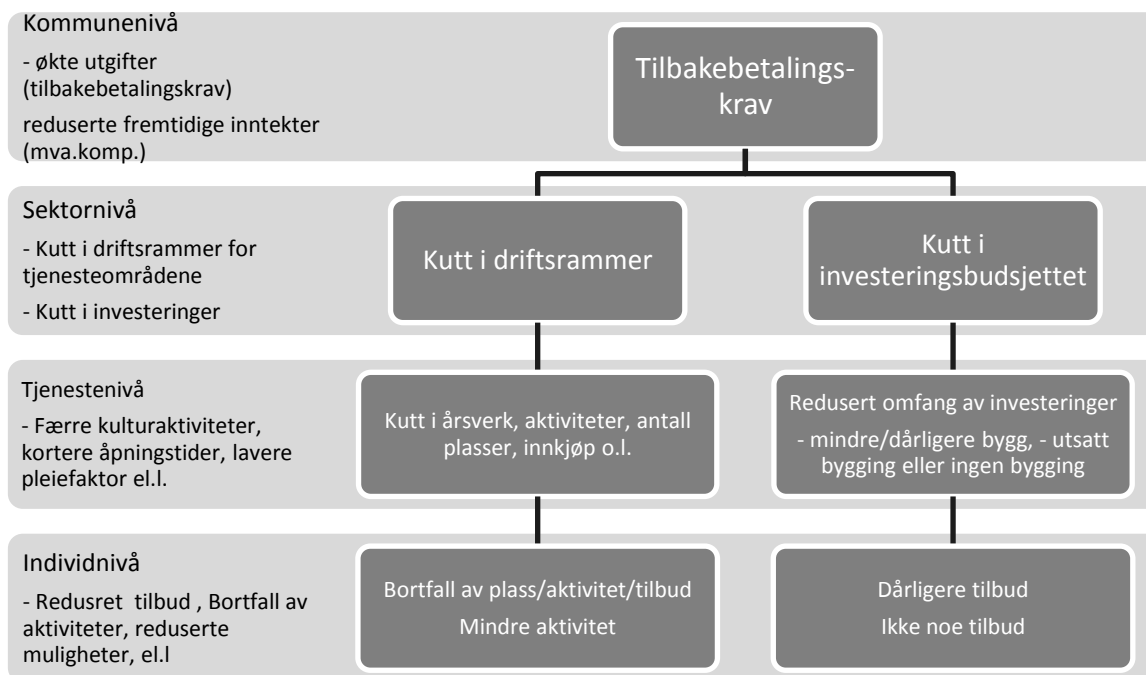 Kommunenivå
- økte utgifter
(tilbakebetalingskrav)
reduserte fremtidige inntekter
(mva.komp.)
Tilbakebetalings-
krav
Sektornivå
- Kutt i driftsrammer for
tjenesteområdene
- Kutt i investeringer
Kutt i driftsrammer
Kutt i
investeringsbudsjettet
Tjenestenivå
- Færre kulturaktiviteter,
kortere åpningstider, lavere
pleiefaktor el.l.
Kutt i årsverk, aktiviteter, antall
plasser, innkjøp o.l.
Redusert omfang av investeringer
- mindre/dårligere bygg, - utsatt
bygging eller ingen bygging
Individnivå
- Redusret tilbud , Bortfall av
aktiviteter, reduserte
muligheter, el.l
Bortfall av plass/aktivitet/tilbud
Mindre aktivitet
Dårligere tilbud
Ikke noe tilbud